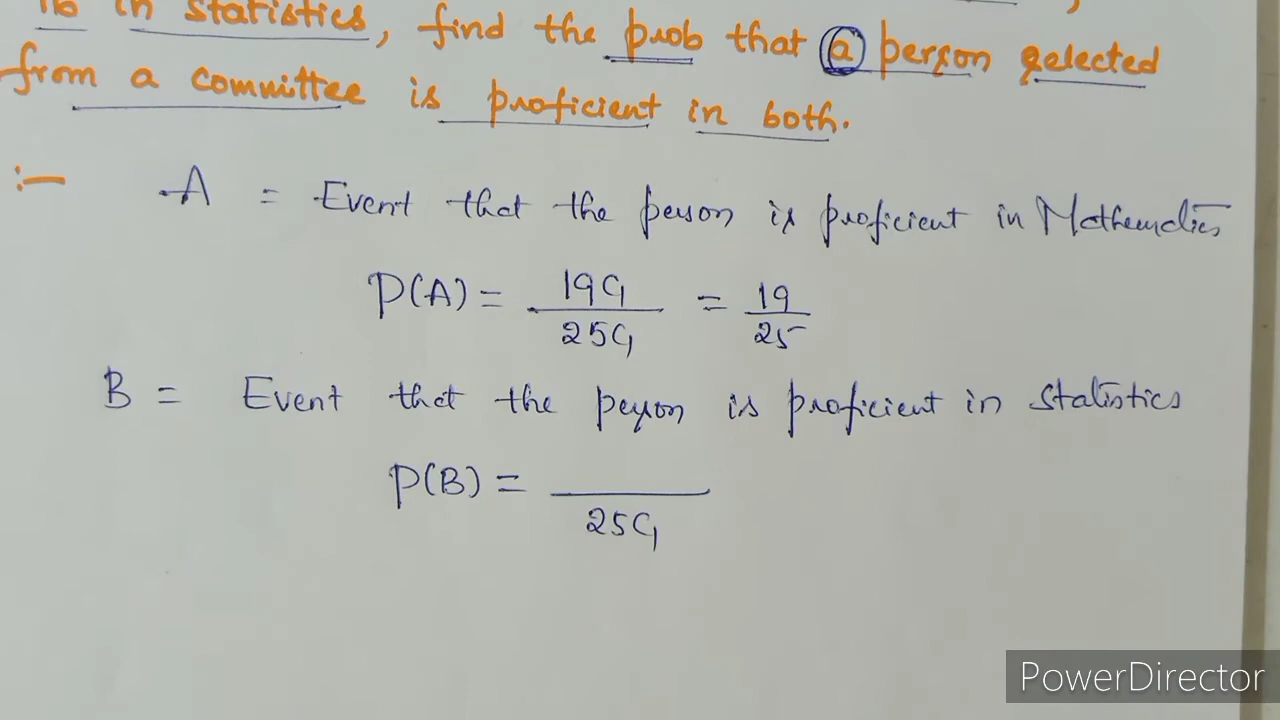 in statistics, find the prob that a person selected
from a committee is proficient in both.
:- A = Event that the person is proficient in Mathematics
P(A) = 19C₁ / 25C₁ = 19 / 25
B = Event that the person is proficient in statistics
P(B) = / 25C₁
PowerDirector